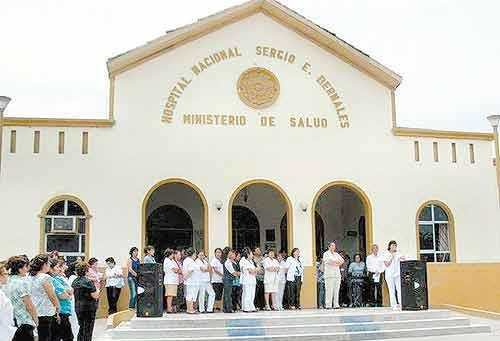 HOSPITAL NACIONAL SERGIO E. BERNALES
MINISTERIO DE SALUD